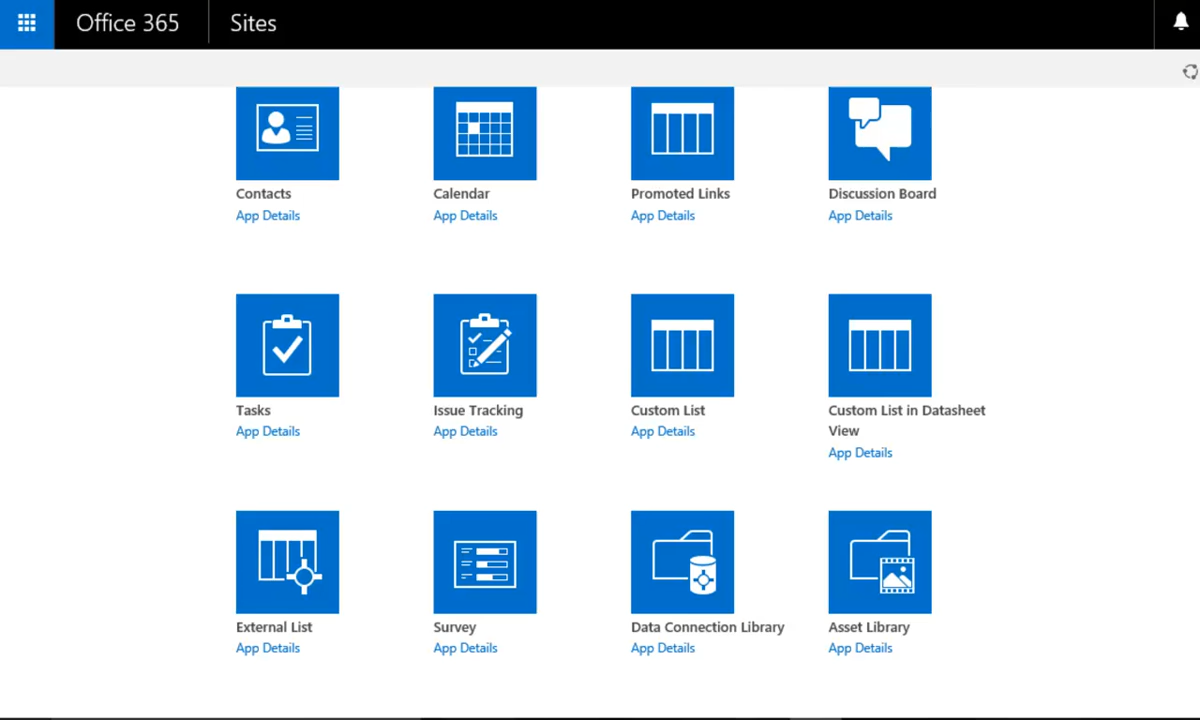 Office 365 Sites
Contacts Calendar Promoted Links Discussion Board
App Details App Details App Details App Details
Tasks Issue Tracking Custom List Custom List in Datasheet
View
App Details App Details App Details
App Details
External List Survey Data Connection Library Asset Library
App Details App Details App Details App Details